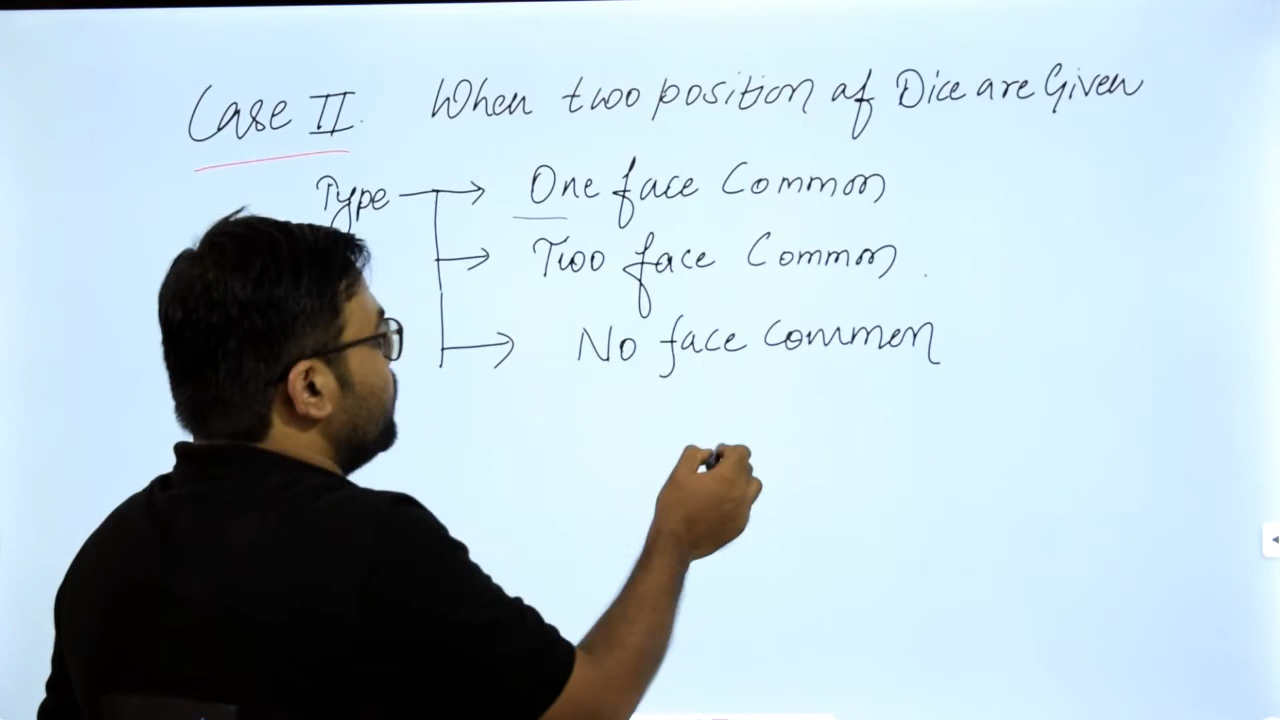 Case II. When two position of Dice are Given
Type → One face Common
→ Two face Common
→ No face common